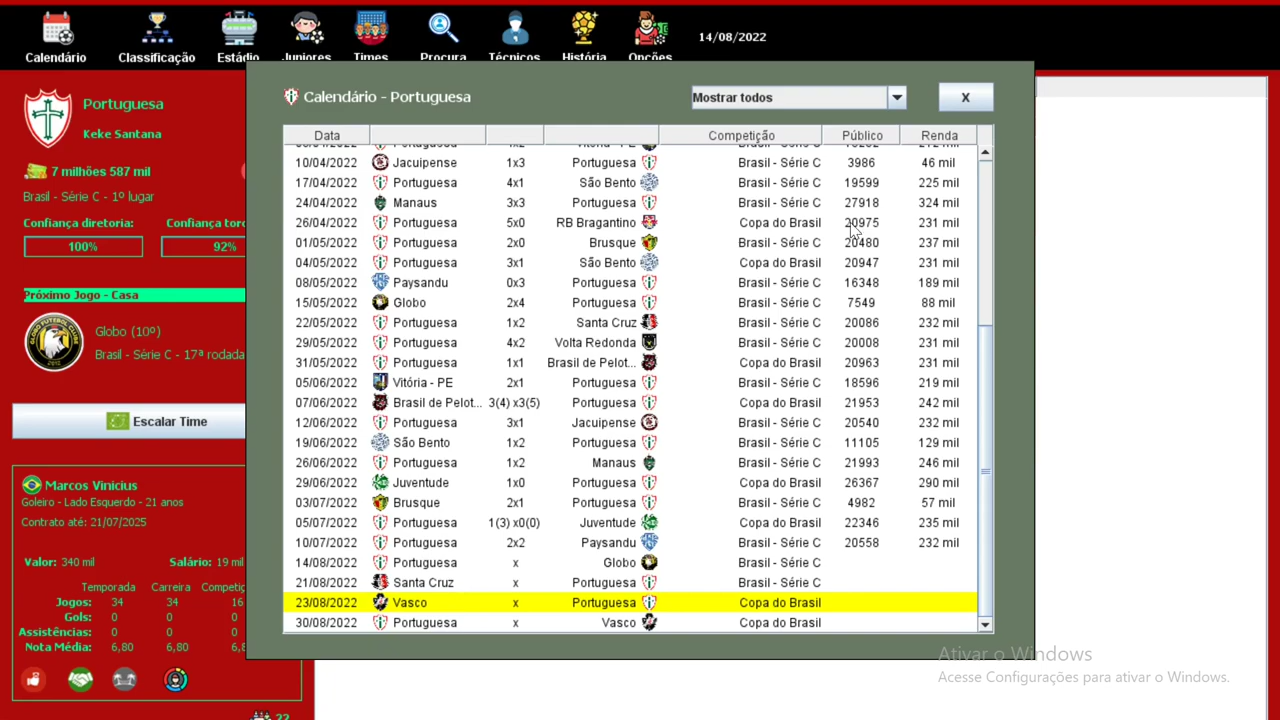 Calendário Classificação Estádio Juniores Times Procura Técnicos História Opções 14/08/2022
Portuguesa
Keke Santana
7 milhões 587 mil
Brasil - Série C - 1º lugar
Confiança diretoria: Confiança torc
100% 92%
Próximo Jogo - Casa
Globo (10º)
Brasil - Série C - 17ª rodada
Escalar Time
Marcos Vinicius
Goleiro - Lado Esquerdo - 21 anos
Contrato até: 21/07/2025
Valor: 340 mil Salário: 19 mil
Temporada Carreira Competiç
Jogos: 34 34 16
Gols: 0 0 0
Assistências: 0 0 0
Nota Média: 6,80 6,80 6,8
22
Calendário - Portuguesa Mostrar todos X
Data Competição Público Renda
10/04/2022 Jacuipense 1x3 Portuguesa Brasil - Série C 3986 46 mil
17/04/2022 Portuguesa 4x1 São Bento Brasil - Série C 19599 225 mil
24/04/2022 Manaus 3x3 Portuguesa Brasil - Série C 27918 324 mil
26/04/2022 Portuguesa 5x0 RB Bragantino Copa do Brasil 20975 231 mil
01/05/2022 Portuguesa 2x0 Brusque Brasil - Série C 20480 237 mil
04/05/2022 Portuguesa 3x1 São Bento Copa do Brasil 20947 231 mil
08/05/2022 Paysandu 0x3 Portuguesa Brasil - Série C 16348 189 mil
15/05/2022 Globo 2x4 Portuguesa Brasil - Série C 7549 88 mil
22/05/2022 Portuguesa 1x2 Santa Cruz Brasil - Série C 20086 232 mil
29/05/2022 Portuguesa 4x2 Volta Redonda Brasil - Série C 20008 231 mil
31/05/2022 Portuguesa 1x1 Brasil de Pelot... Copa do Brasil 20963 231 mil
05/06/2022 Vitória - PE 2x1 Portuguesa Brasil - Série C 18596 219 mil
07/06/2022 Brasil de Pelot... 3(4) x3(5) Portuguesa Copa do Brasil 21953 242 mil
12/06/2022 Portuguesa 3x1 Jacuipense Brasil - Série C 20540 232 mil
19/06/2022 São Bento 1x2 Portuguesa Brasil - Série C 11105 129 mil
26/06/2022 Portuguesa 1x2 Manaus Brasil - Série C 21993 246 mil
29/06/2022 Juventude 1x0 Portuguesa Copa do Brasil 26367 290 mil
03/07/2022 Brusque 2x1 Portuguesa Brasil - Série C 4982 57 mil
05/07/2022 Portuguesa 1(3) x0(0) Juventude Copa do Brasil 22346 235 mil
10/07/2022 Portuguesa 2x2 Paysandu Brasil - Série C 20558 232 mil
14/08/2022 Portuguesa x Globo Brasil - Série C
21/08/2022 Santa Cruz x Portuguesa Brasil - Série C
23/08/2022 Vasco x Portuguesa Copa do Brasil
30/08/2022 Portuguesa x Vasco Copa do Brasil
Ativar o Windows
Acesse Configurações para ativar o Windows.